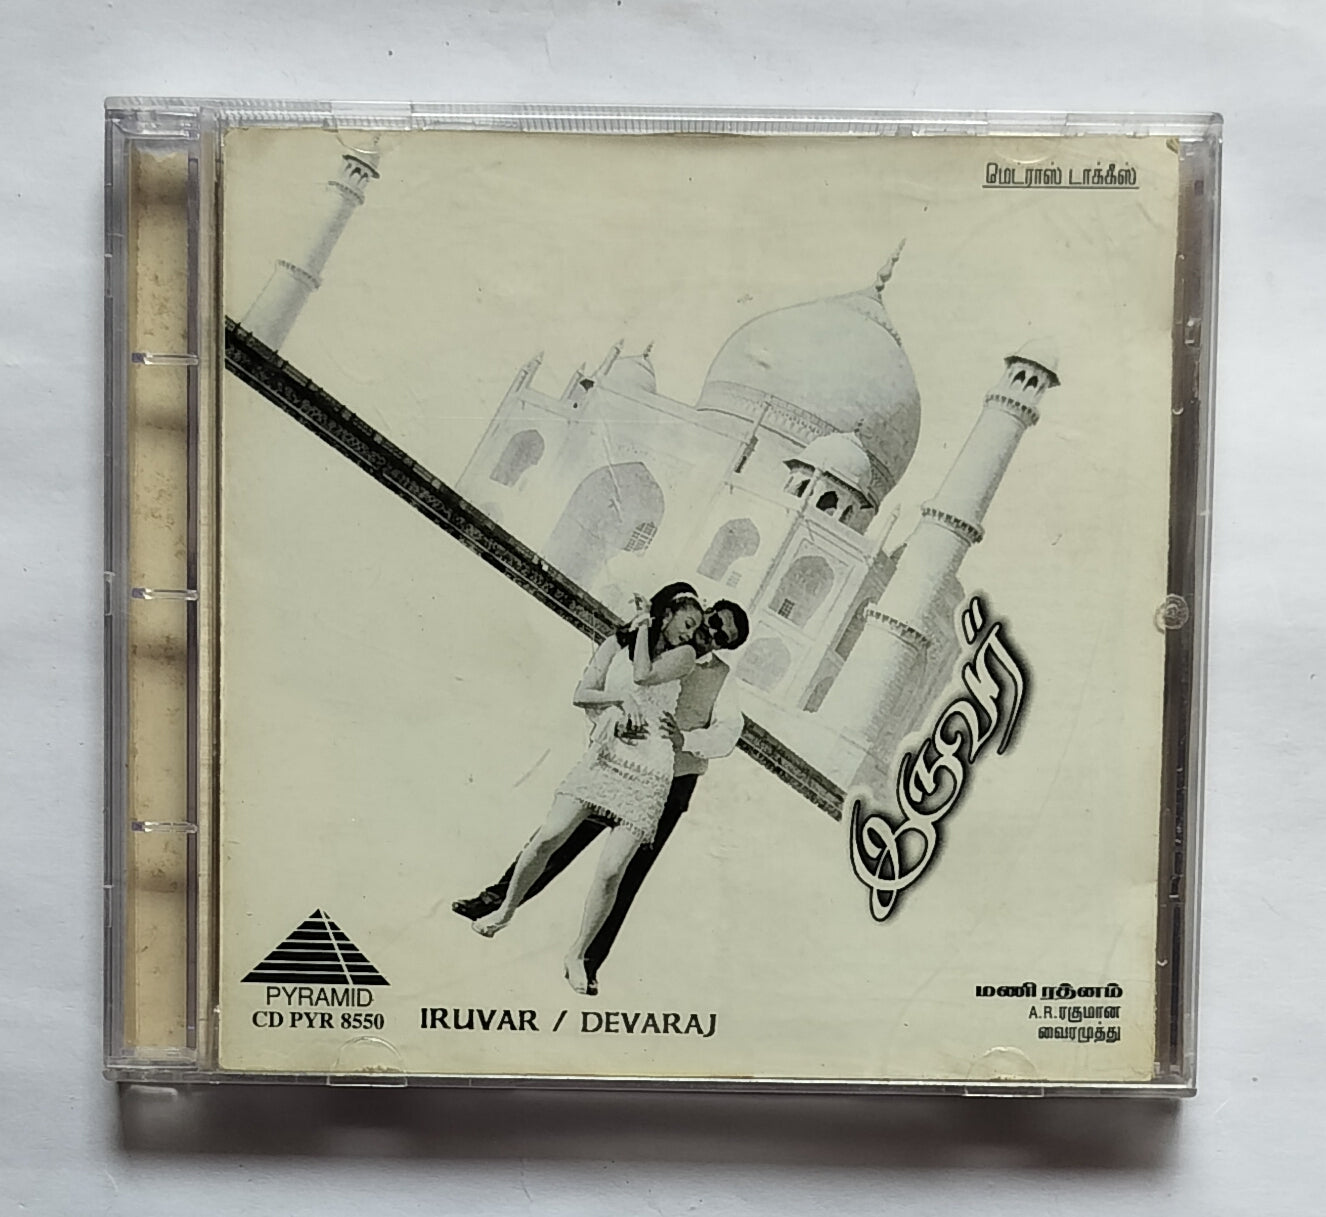 மெட்ராஸ் டாக்கீஸ்
இருவர்
PYRAMID
CD PYR 8550
IRUVAR / DEVARAJ
மணி ரத்னம்
A.R.ரகுமான்
வைரமுத்து